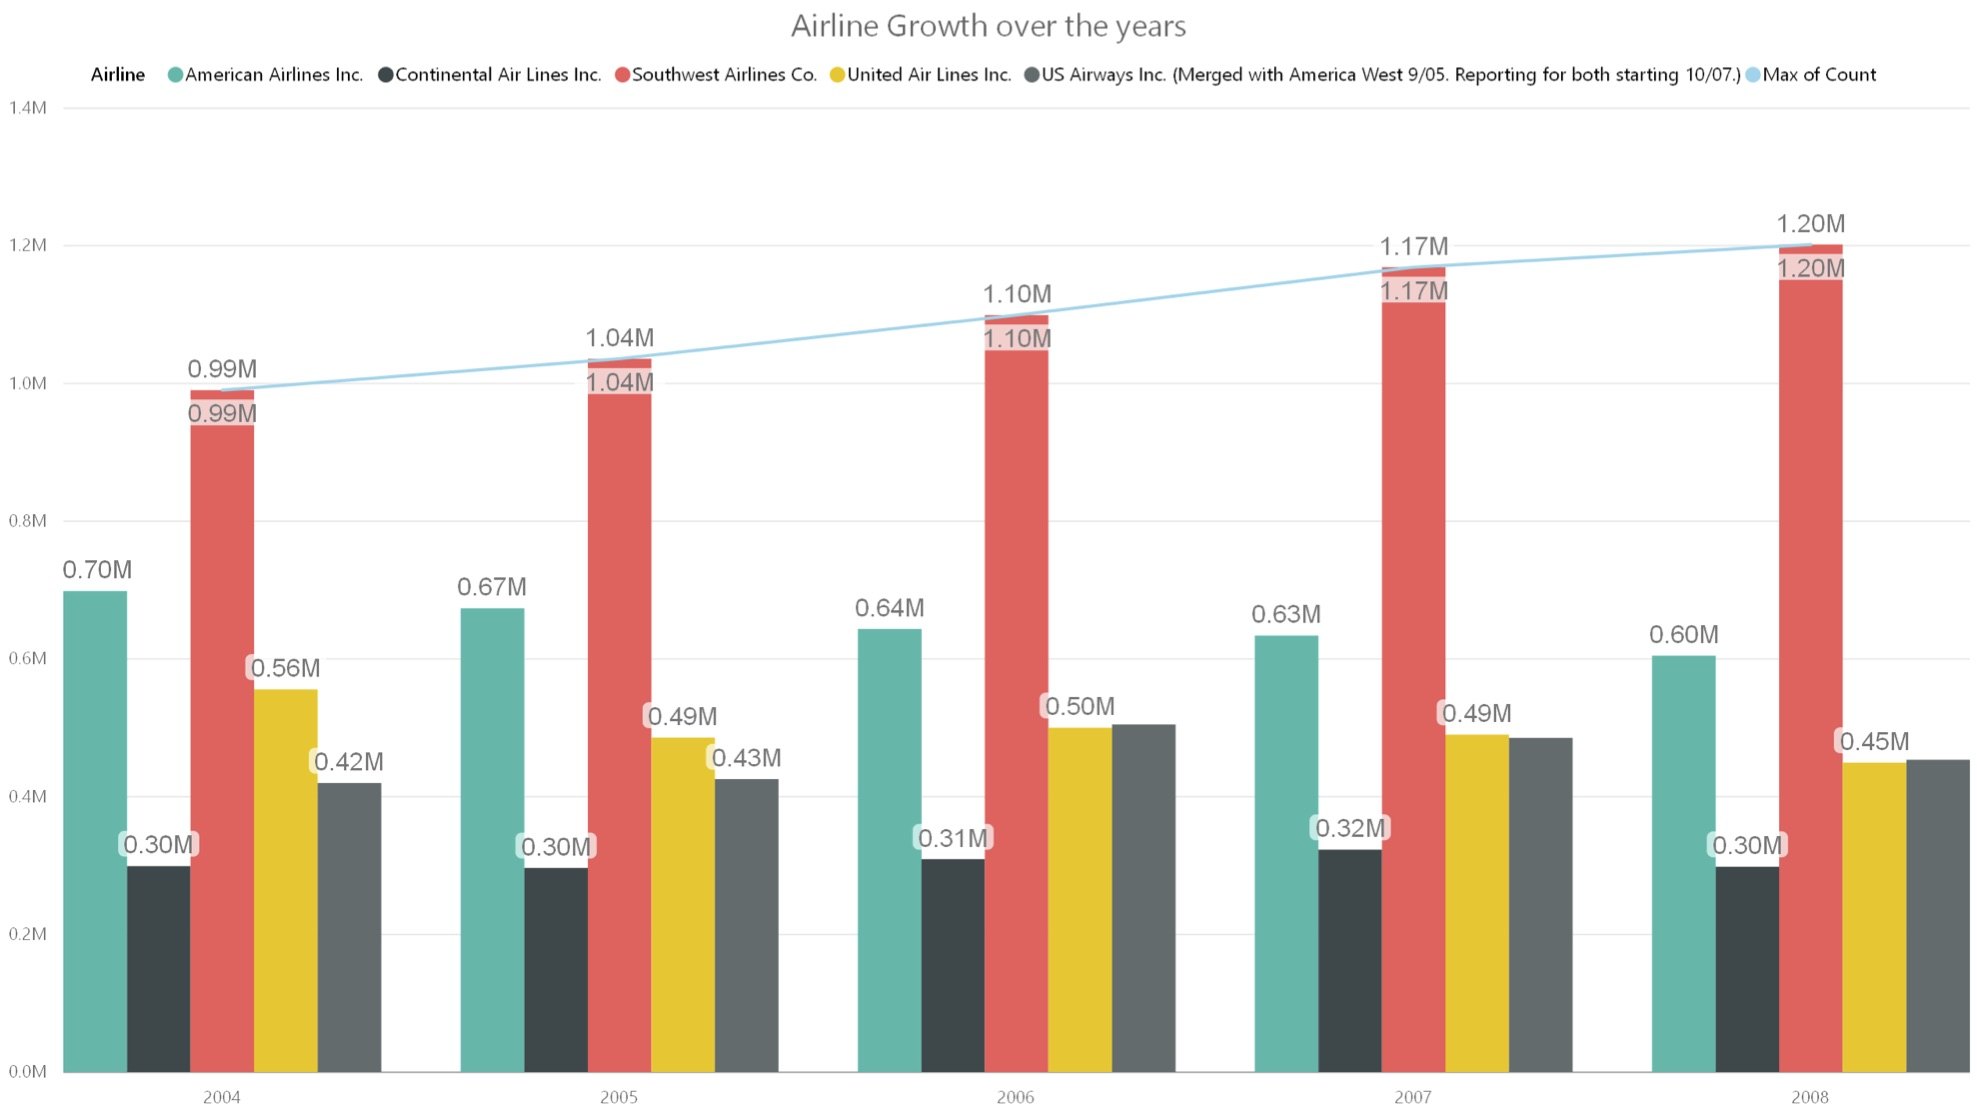 Airline Growth over the years
Airline American Airlines Inc. Continental Air Lines Inc. Southwest Airlines Co. United Air Lines Inc. US Airways Inc. (Merged with America West 9/05. Reporting for both starting 10/07.) Max of Count
1.4M
1.2M
1.0M
0.8M
0.6M
0.4M
0.2M
0.0M
0.70M
0.30M
0.99M
0.99M
0.56M
0.42M
0.67M
0.30M
1.04M
1.04M
0.49M
0.43M
0.64M
0.31M
1.10M
1.10M
0.50M
0.63M
0.32M
1.17M
1.17M
0.49M
0.60M
0.30M
1.20M
1.20M
0.45M
2004 2005 2006 2007 2008